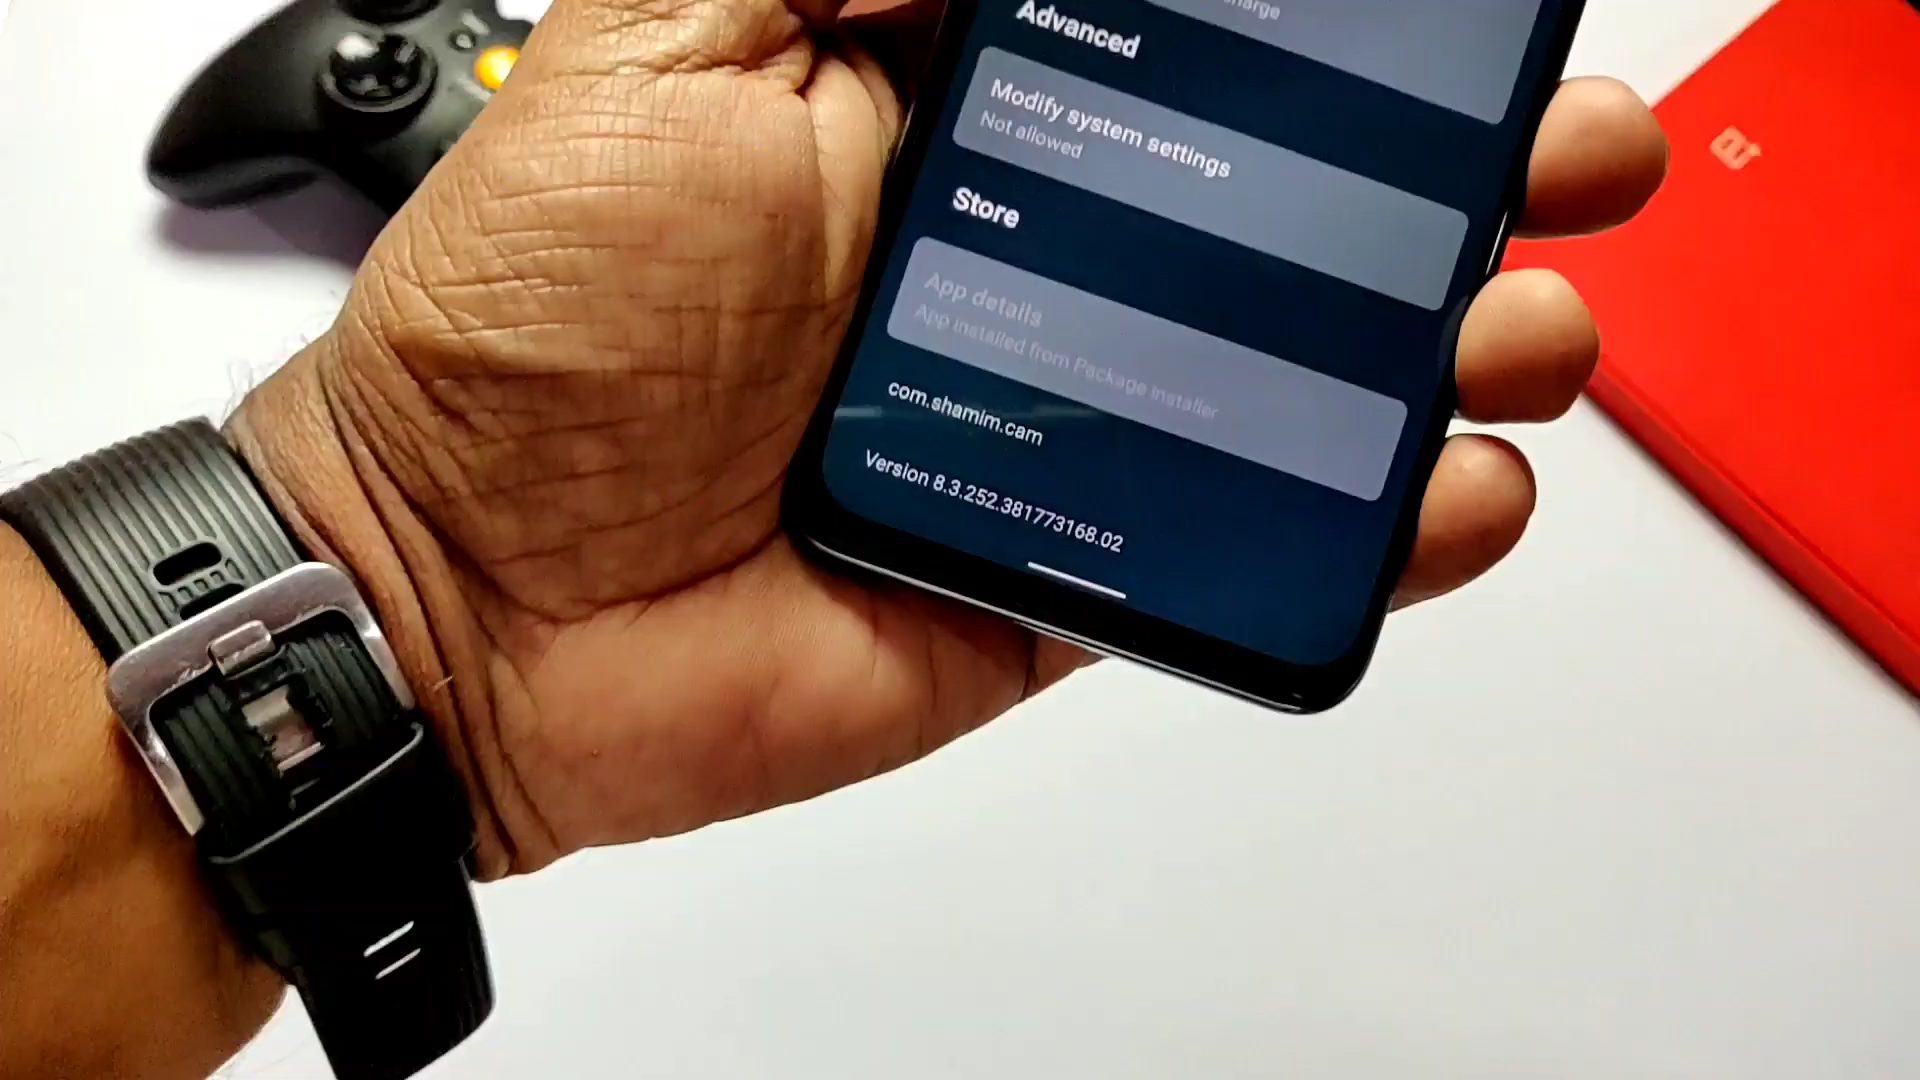 Advanced
Modify system settings
Not allowed
Store
App details
App installed from Package installer
com.shamim.cam
Version 8.3.252.381773168.02